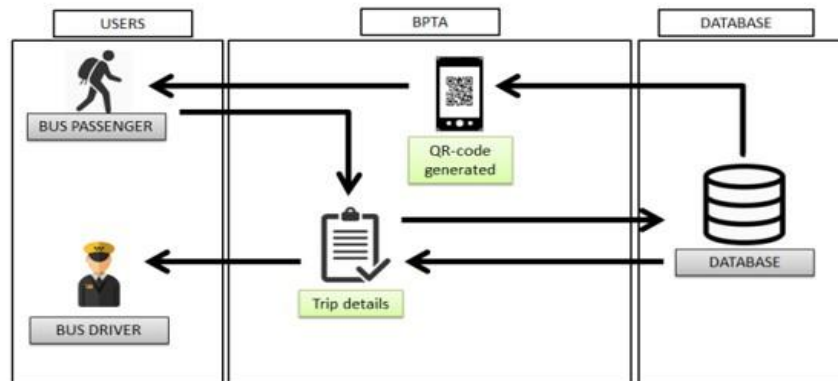 USERS
BPTA
DATABASE
BUS PASSENGER
QR-code
generated
DATABASE
Trip details
BUS DRIVER